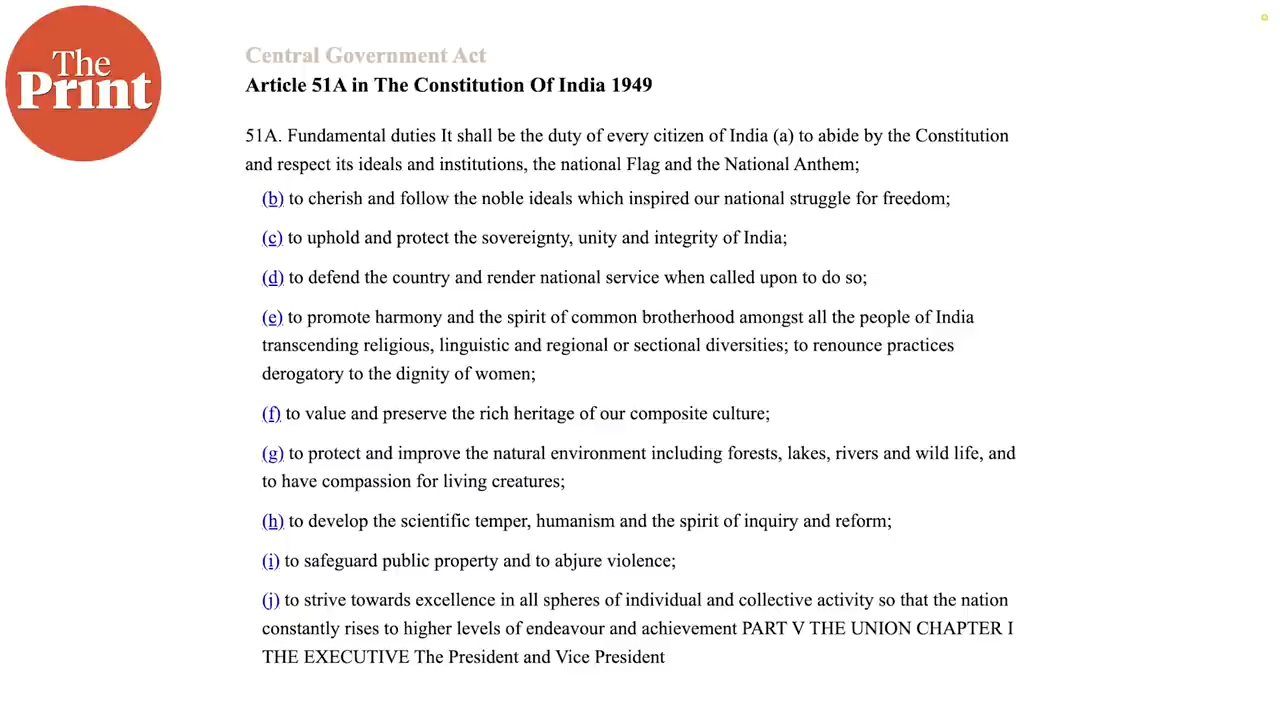 The
Print
Central Government Act
Article 51A in The Constitution Of India 1949
51A. Fundamental duties It shall be the duty of every citizen of India (a) to abide by the Constitution
and respect its ideals and institutions, the national Flag and the National Anthem;
(b) to cherish and follow the noble ideals which inspired our national struggle for freedom;
(c) to uphold and protect the sovereignty, unity and integrity of India;
(d) to defend the country and render national service when called upon to do so;
(e) to promote harmony and the spirit of common brotherhood amongst all the people of India
transcending religious, linguistic and regional or sectional diversities; to renounce practices
derogatory to the dignity of women;
(f) to value and preserve the rich heritage of our composite culture;
(g) to protect and improve the natural environment including forests, lakes, rivers and wild life, and
to have compassion for living creatures;
(h) to develop the scientific temper, humanism and the spirit of inquiry and reform;
(i) to safeguard public property and to abjure violence;
(j) to strive towards excellence in all spheres of individual and collective activity so that the nation
constantly rises to higher levels of endeavour and achievement PART V THE UNION CHAPTER I
THE EXECUTIVE The President and Vice President